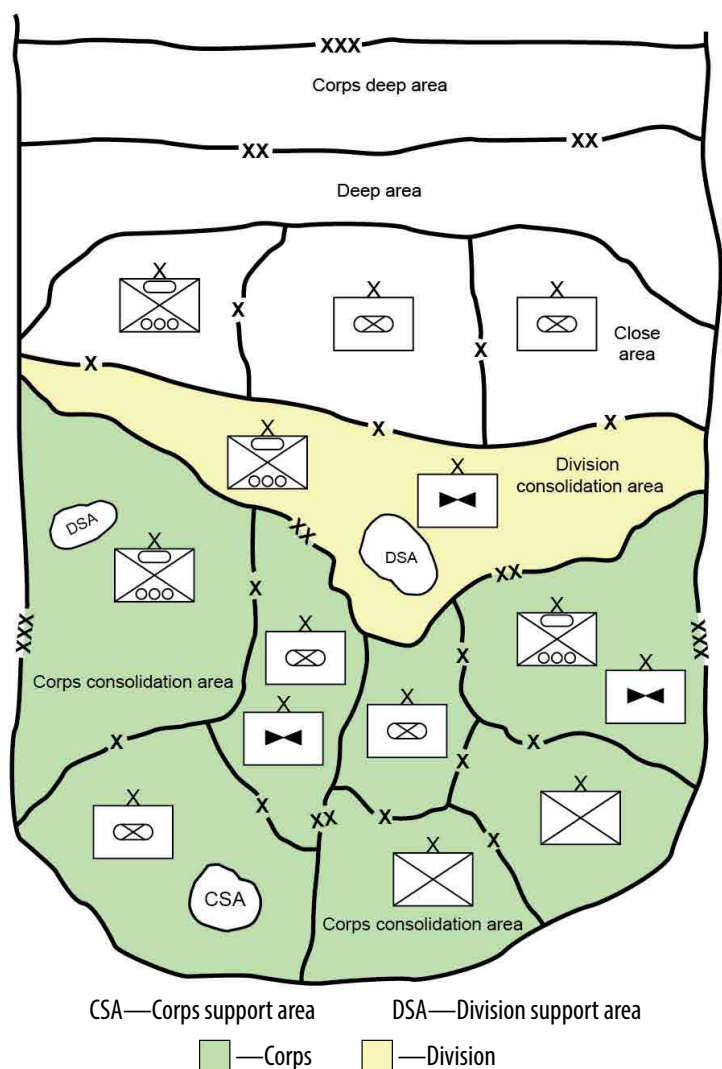 XXX
Corps deep area
XX
XX
Deep area
X
X
X
X
X
Close
area
X
X
X
X
X
Division
consolidation area
DSA
DSA
X
XX
XX
X
X
X
X
X
XXX
XXX
Corps consolidation area
X
X
X
X
X
X
X
XX
X
X
X
X
CSA
Corps consolidation area
CSA—Corps support area
DSA—Division support area
—Corps
—Division